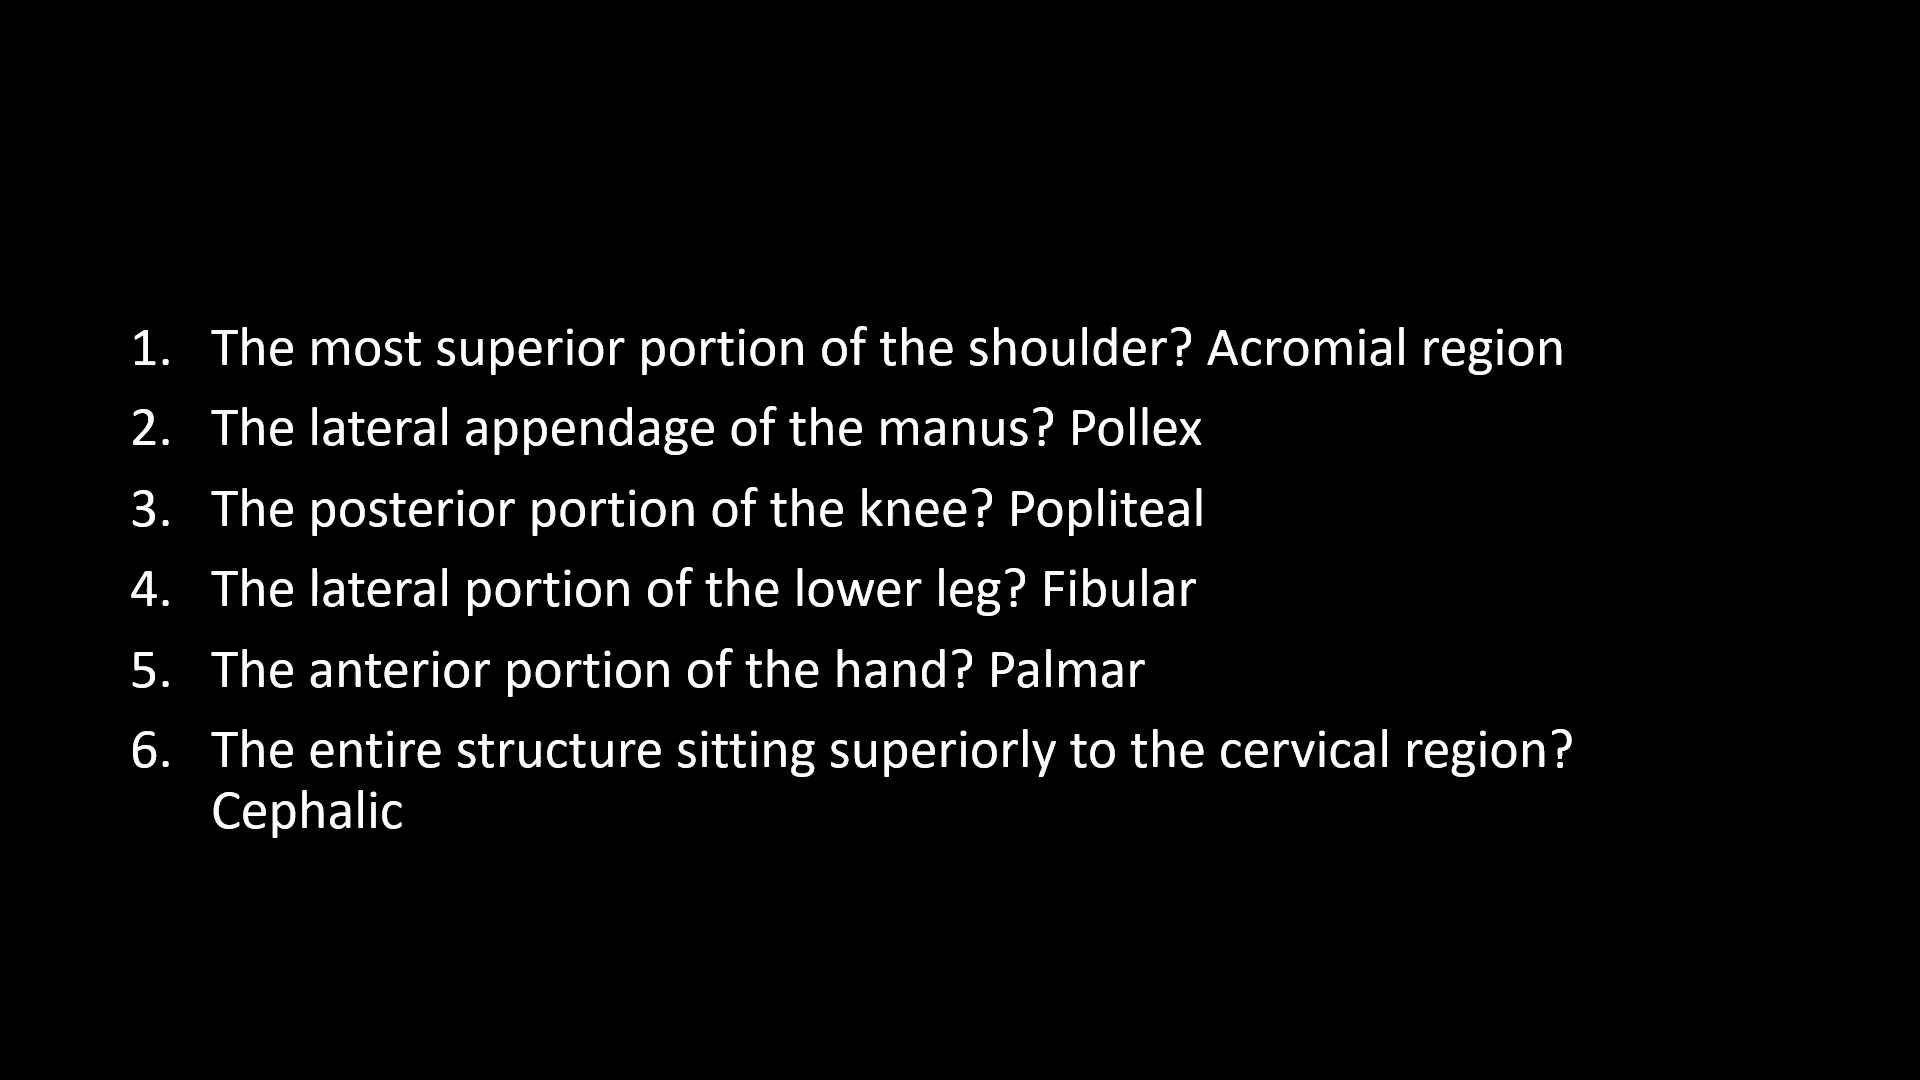 1. The most superior portion of the shoulder? Acromial region
2. The lateral appendage of the manus? Pollex
3. The posterior portion of the knee? Popliteal
4. The lateral portion of the lower leg? Fibular
5. The anterior portion of the hand? Palmar
6. The entire structure sitting superiorly to the cervical region?
Cephalic